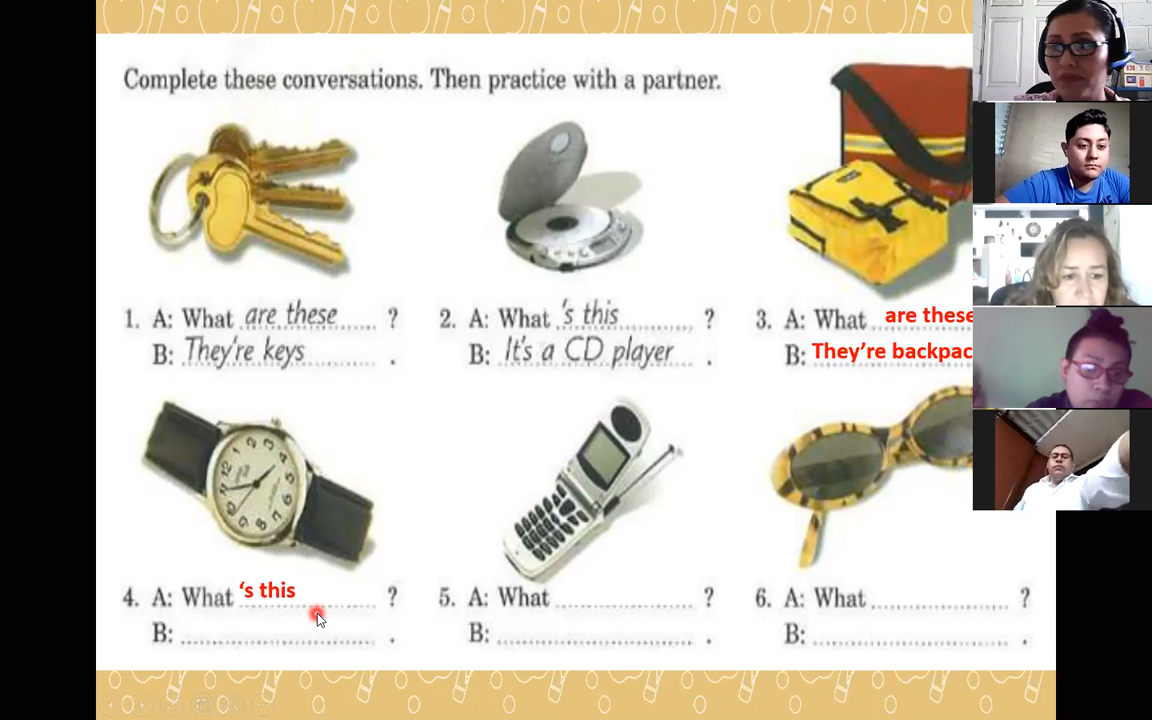 Complete these conversations. Then practice with a partner.
1. A: What are these ?
B: They're keys .
2. A: What 's this ?
B: It's a CD player .
3. A: What are these
B: They're backpac
4. A: What 's this ?
B: .
5. A: What ?
B: .
6. A: What ?
B: .